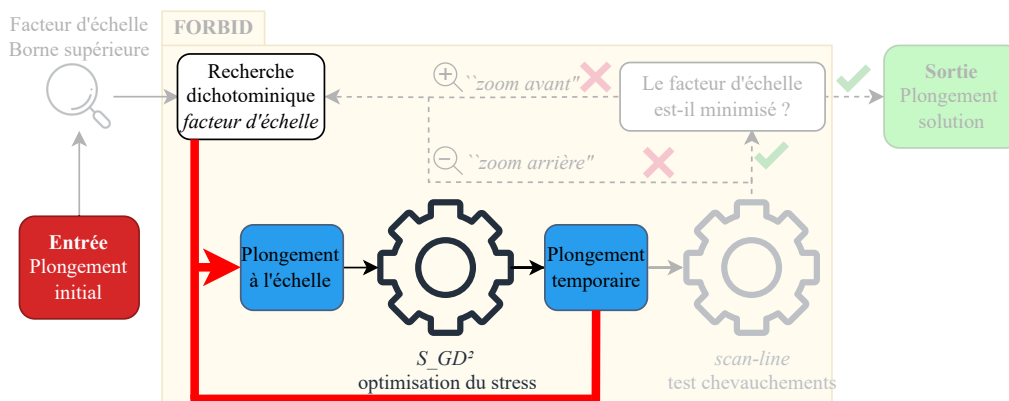 Facteur d'échelle
Borne supérieure
FORBID
Recherche
dichotominique
facteur d'échelle
``zoom avant"
Le facteur d'échelle
est-il minimisé ?
Sortie
Plongement
solution
``zoom arrière"
Entrée
Plongement
initial
Plongement
à l'échelle
Plongement
temporaire
S_GD²
optimisation du stress
scan-line
test chevauchements